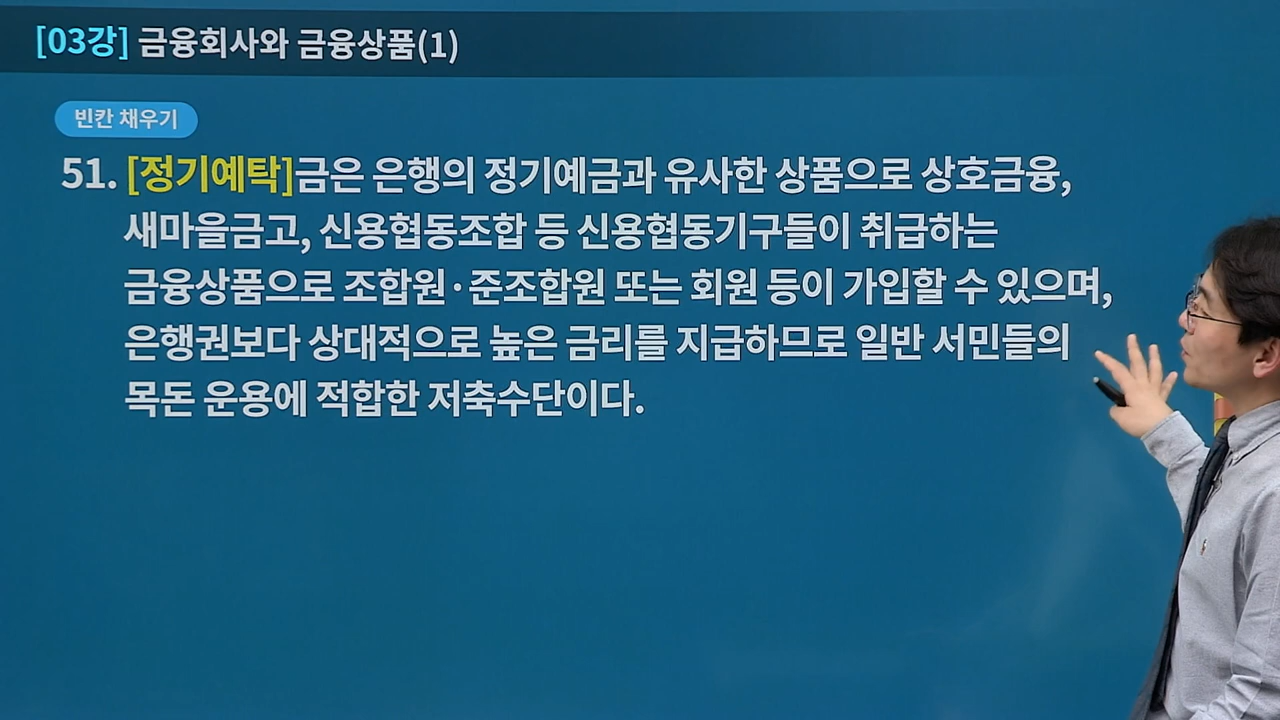 [03강] 금융회사와 금융상품(1)
빈칸 채우기
51. [정기예탁]금은 은행의 정기예금과 유사한 상품으로 상호금융,
새마을금고, 신용협동조합 등 신용협동기구들이 취급하는
금융상품으로 조합원·준조합원 또는 회원 등이 가입할 수 있으며,
은행권보다 상대적으로 높은 금리를 지급하므로 일반 서민들의
목돈 운용에 적합한 저축수단이다.